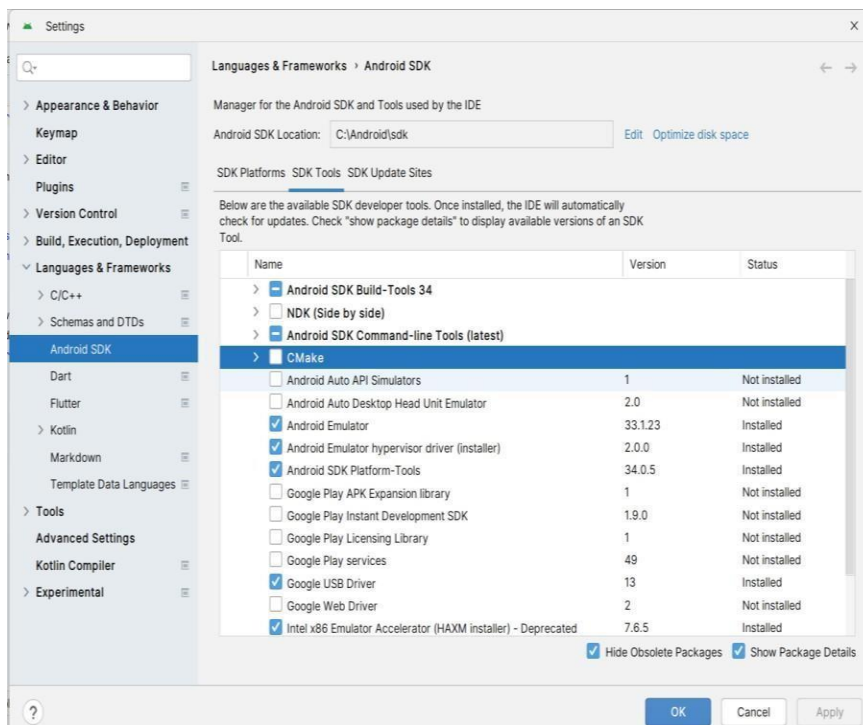 Settings
X
Languages & Frameworks › Android SDK
Appearance & Behavior
Keymap
Editor
Plugins
Version Control
Build, Execution, Deployment
Languages & Frameworks
C/C++
Schemas and DTDs
Android SDK
Dart
Flutter
Kotlin
Markdown
Template Data Languages
Tools
Advanced Settings
Kotlin Compiler
Experimental
Manager for the Android SDK and Tools used by the IDE
Android SDK Location: C:\Android\sdk Edit Optimize disk space
SDK Platforms SDK Tools SDK Update Sites
Below are the available SDK developer tools. Once installed, the IDE will automatically
check for updates. Check "show package details" to display available versions of an SDK
Tool.
Name Version Status
Android SDK Build-Tools 34
NDK (Side by side)
Android SDK Command-line Tools (latest)
CMake
Android Auto API Simulators 1 Not installed
Android Auto Desktop Head Unit Emulator 2.0 Not installed
Android Emulator 33.1.23 Installed
Android Emulator hypervisor driver (installer) 2.0.0 Installed
Android SDK Platform-Tools 34.0.5 Installed
Google Play APK Expansion library 1 Not installed
Google Play Instant Development SDK 1.9.0 Not installed
Google Play Licensing Library 1 Not installed
Google Play services 49 Not installed
Google USB Driver 13 Installed
Google Web Driver 2 Not installed
Intel x86 Emulator Accelerator (HAXM installer) - Deprecated 7.6.5 Installed
Hide Obsolete Packages Show Package Details
? OK Cancel Apply